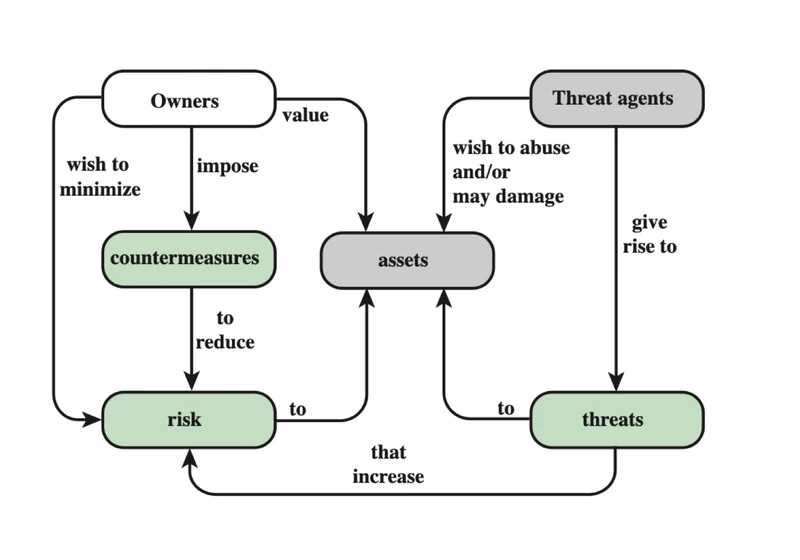 Owners
value
Threat agents
wish to
minimize
impose
wish to abuse
and/or
may damage
give
rise to
countermeasures
assets
to
reduce
risk
to
to
threats
that
increase